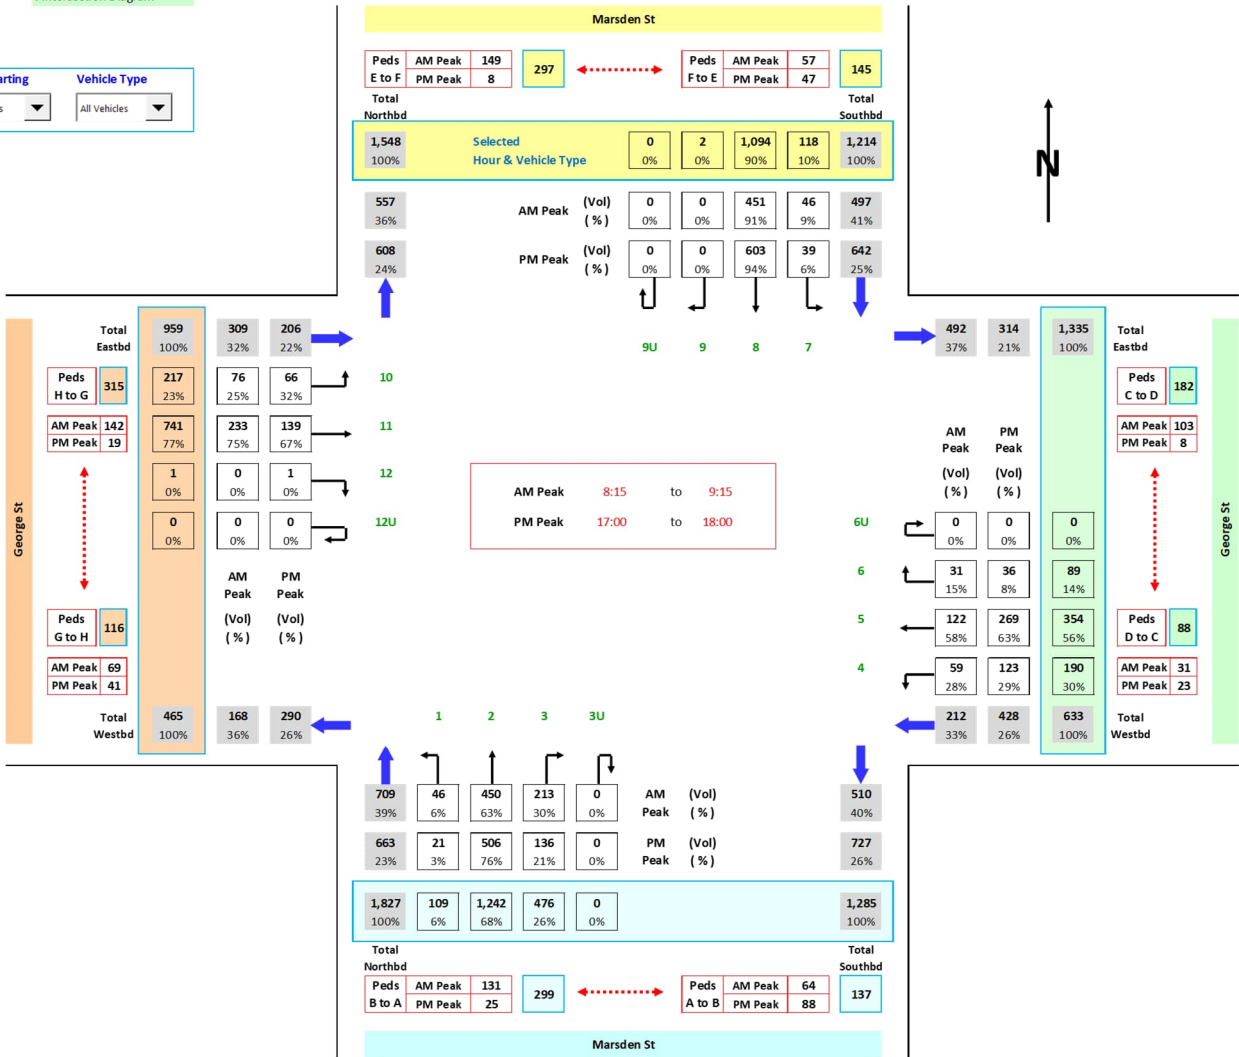 Intersection Diagram
Marsden St
Vehicle Type
All Vehicles
Peds E to F AM Peak 149 297 Peds F to E AM Peak 57 145
PM Peak 8 PM Peak 47
Total Northbd Total Southbd
1,548 Selected 0 2 1,094 118 1,214
100% Hour & Vehicle Type 0% 0% 90% 10% 100%
N
557 AM Peak (Vol) 0 0 451 46 497
36% (%) 0% 0% 91% 9% 41%
608 PM Peak (Vol) 0 0 603 39 642
24% (%) 0% 0% 94% 6% 25%
9U 9 8 7
Total Eastbd 959 309 206
100% 32% 22%
492 314 1,335 Total Eastbd
37% 21% 100%
Peds H to G 315 217 76 66 10
23% 25% 32%
Peds C to D 182
AM Peak 142 741 233 139 11
PM Peak 19 77% 75% 67%
AM Peak PM Peak
AM Peak 103
PM Peak 8
(Vol) (Vol)
(%) (%)
1 0 1 12
0% 0% 0%
AM Peak 8:15 to 9:15
PM Peak 17:00 to 18:00
George St
George St
0 0 0 12U
0% 0% 0%
6U 0 0 0
0% 0% 0%
AM Peak PM Peak
(Vol) (Vol)
(%) (%)
6 31 36 89
15% 8% 14%
Peds G to H 116
5 122 269 354
58% 63% 56%
Peds D to C 88
AM Peak 69
PM Peak 41
4 59 123 190
28% 29% 30%
AM Peak 31
PM Peak 23
Total Westbd 465 168 290
100% 36% 26%
1 2 3 3U
212 428 633 Total Westbd
33% 26% 100%
709 46 450 213 0 AM Peak (Vol) 510
39% 6% 63% 30% 0% (%) 40%
663 21 506 136 0 PM Peak (Vol) 727
23% 3% 76% 21% 0% (%) 26%
1,827 109 1,242 476 0 1,285
100% 6% 68% 26% 0% 100%
Total Northbd Total Southbd
Peds B to A AM Peak 131 299 Peds A to B AM Peak 64 137
PM Peak 25 PM Peak 88
Marsden St